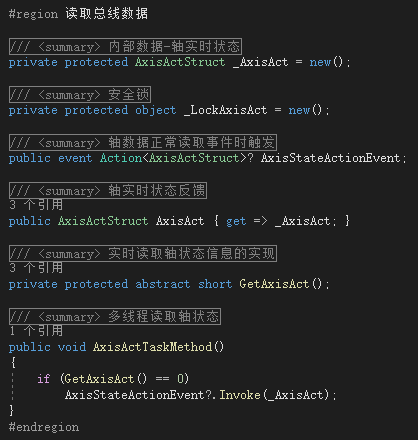 #region 读取总线数据
/// <summary> 内部数据-轴实时状态
private protected AxisActStruct _AxisAct = new();
/// <summary> 安全锁
private protected object _LockAxisAct = new();
/// <summary> 轴数据正常读取事件时触发
public event Action<AxisActStruct>? AxisStateActionEvent;
/// <summary> 轴实时状态反馈
3 个引用
public AxisActStruct AxisAct { get => _AxisAct; }
/// <summary> 实时读取轴状态信息的实现
3 个引用
private protected abstract short GetAxisAct();
/// <summary> 多线程读取轴状态
1 个引用
public void AxisActTaskMethod()
{
if (GetAxisAct() == 0)
AxisStateActionEvent?.Invoke(_AxisAct);
}
#endregion